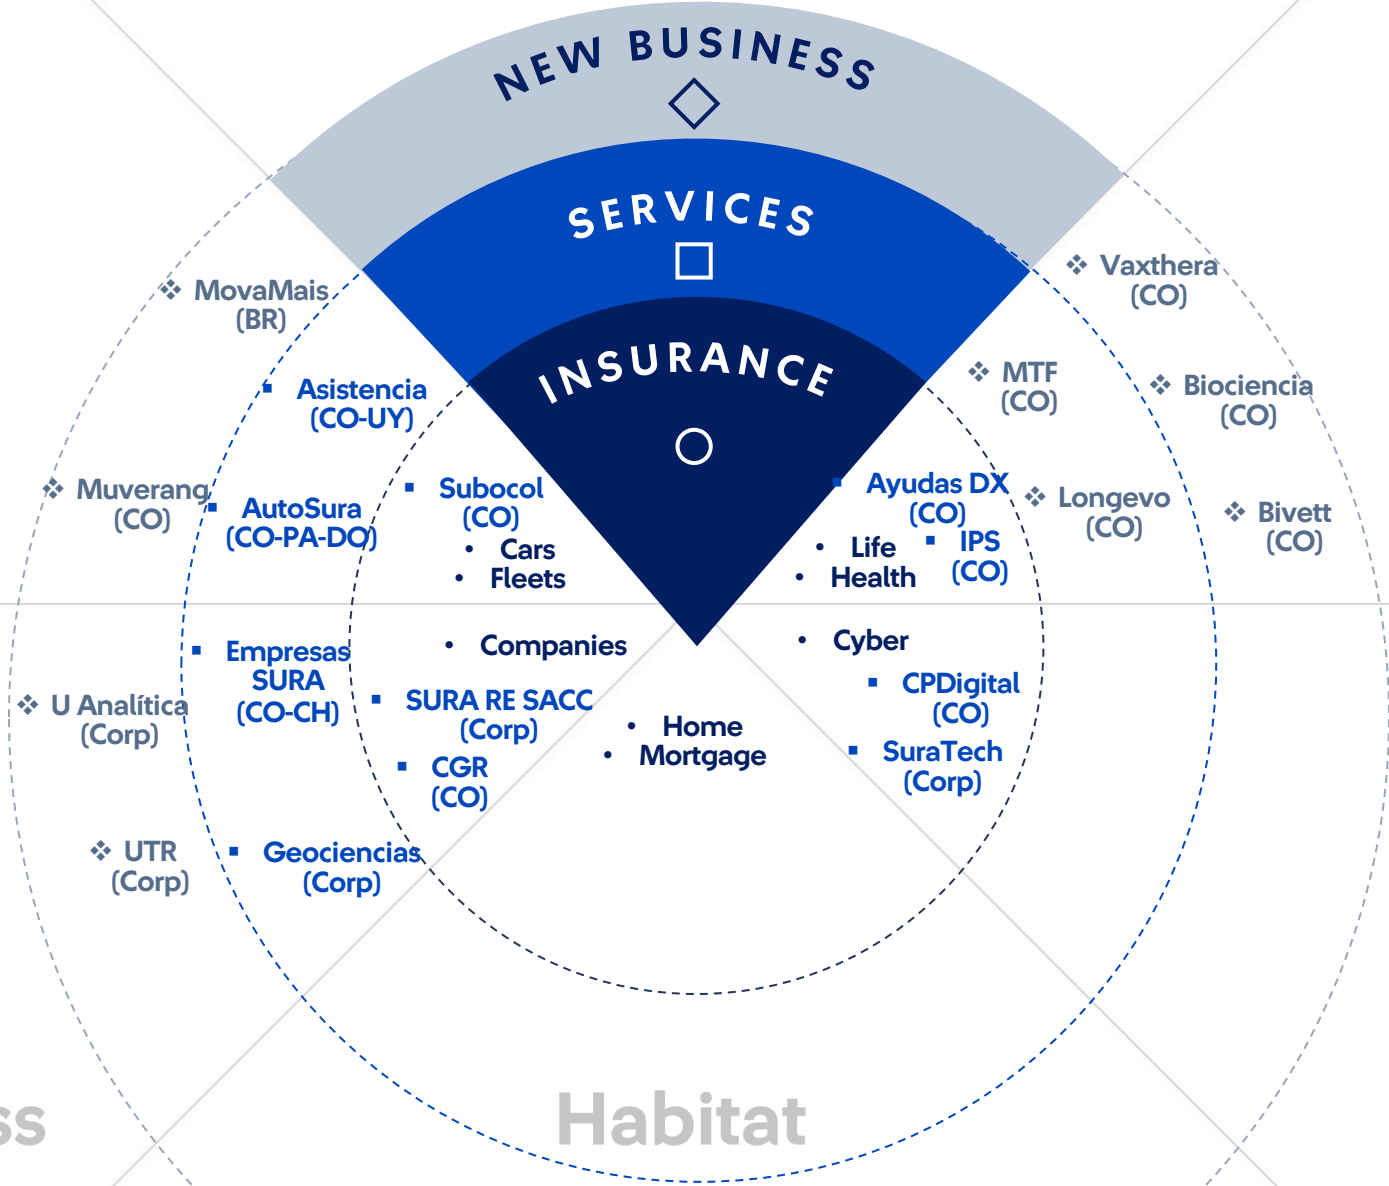 NEW BUSINESS
SERVICES
INSURANCE
MovaMais
(BR)
Asistencia
(CO-UY)
Muverang
(CO)
AutoSura
(CO-PA-DO)
Subocol
(CO)
Cars
Fleets
Vaxthera
(CO)
MTF
(CO)
Biociencia
(CO)
Ayudas DX
(CO)
Longevo
(CO)
Bivett
(CO)
IPS
(CO)
Life
Health
Companies
Empresas
SURA
(CO-CH)
SURA RE SACC
(Corp)
U Analítica
(Corp)
CGR
(CO)
UTR
(Corp)
Geociencias
(Corp)
Cyber
CPDigital
(CO)
SuraTech
(Corp)
Home
Mortgage
ss
Habitat